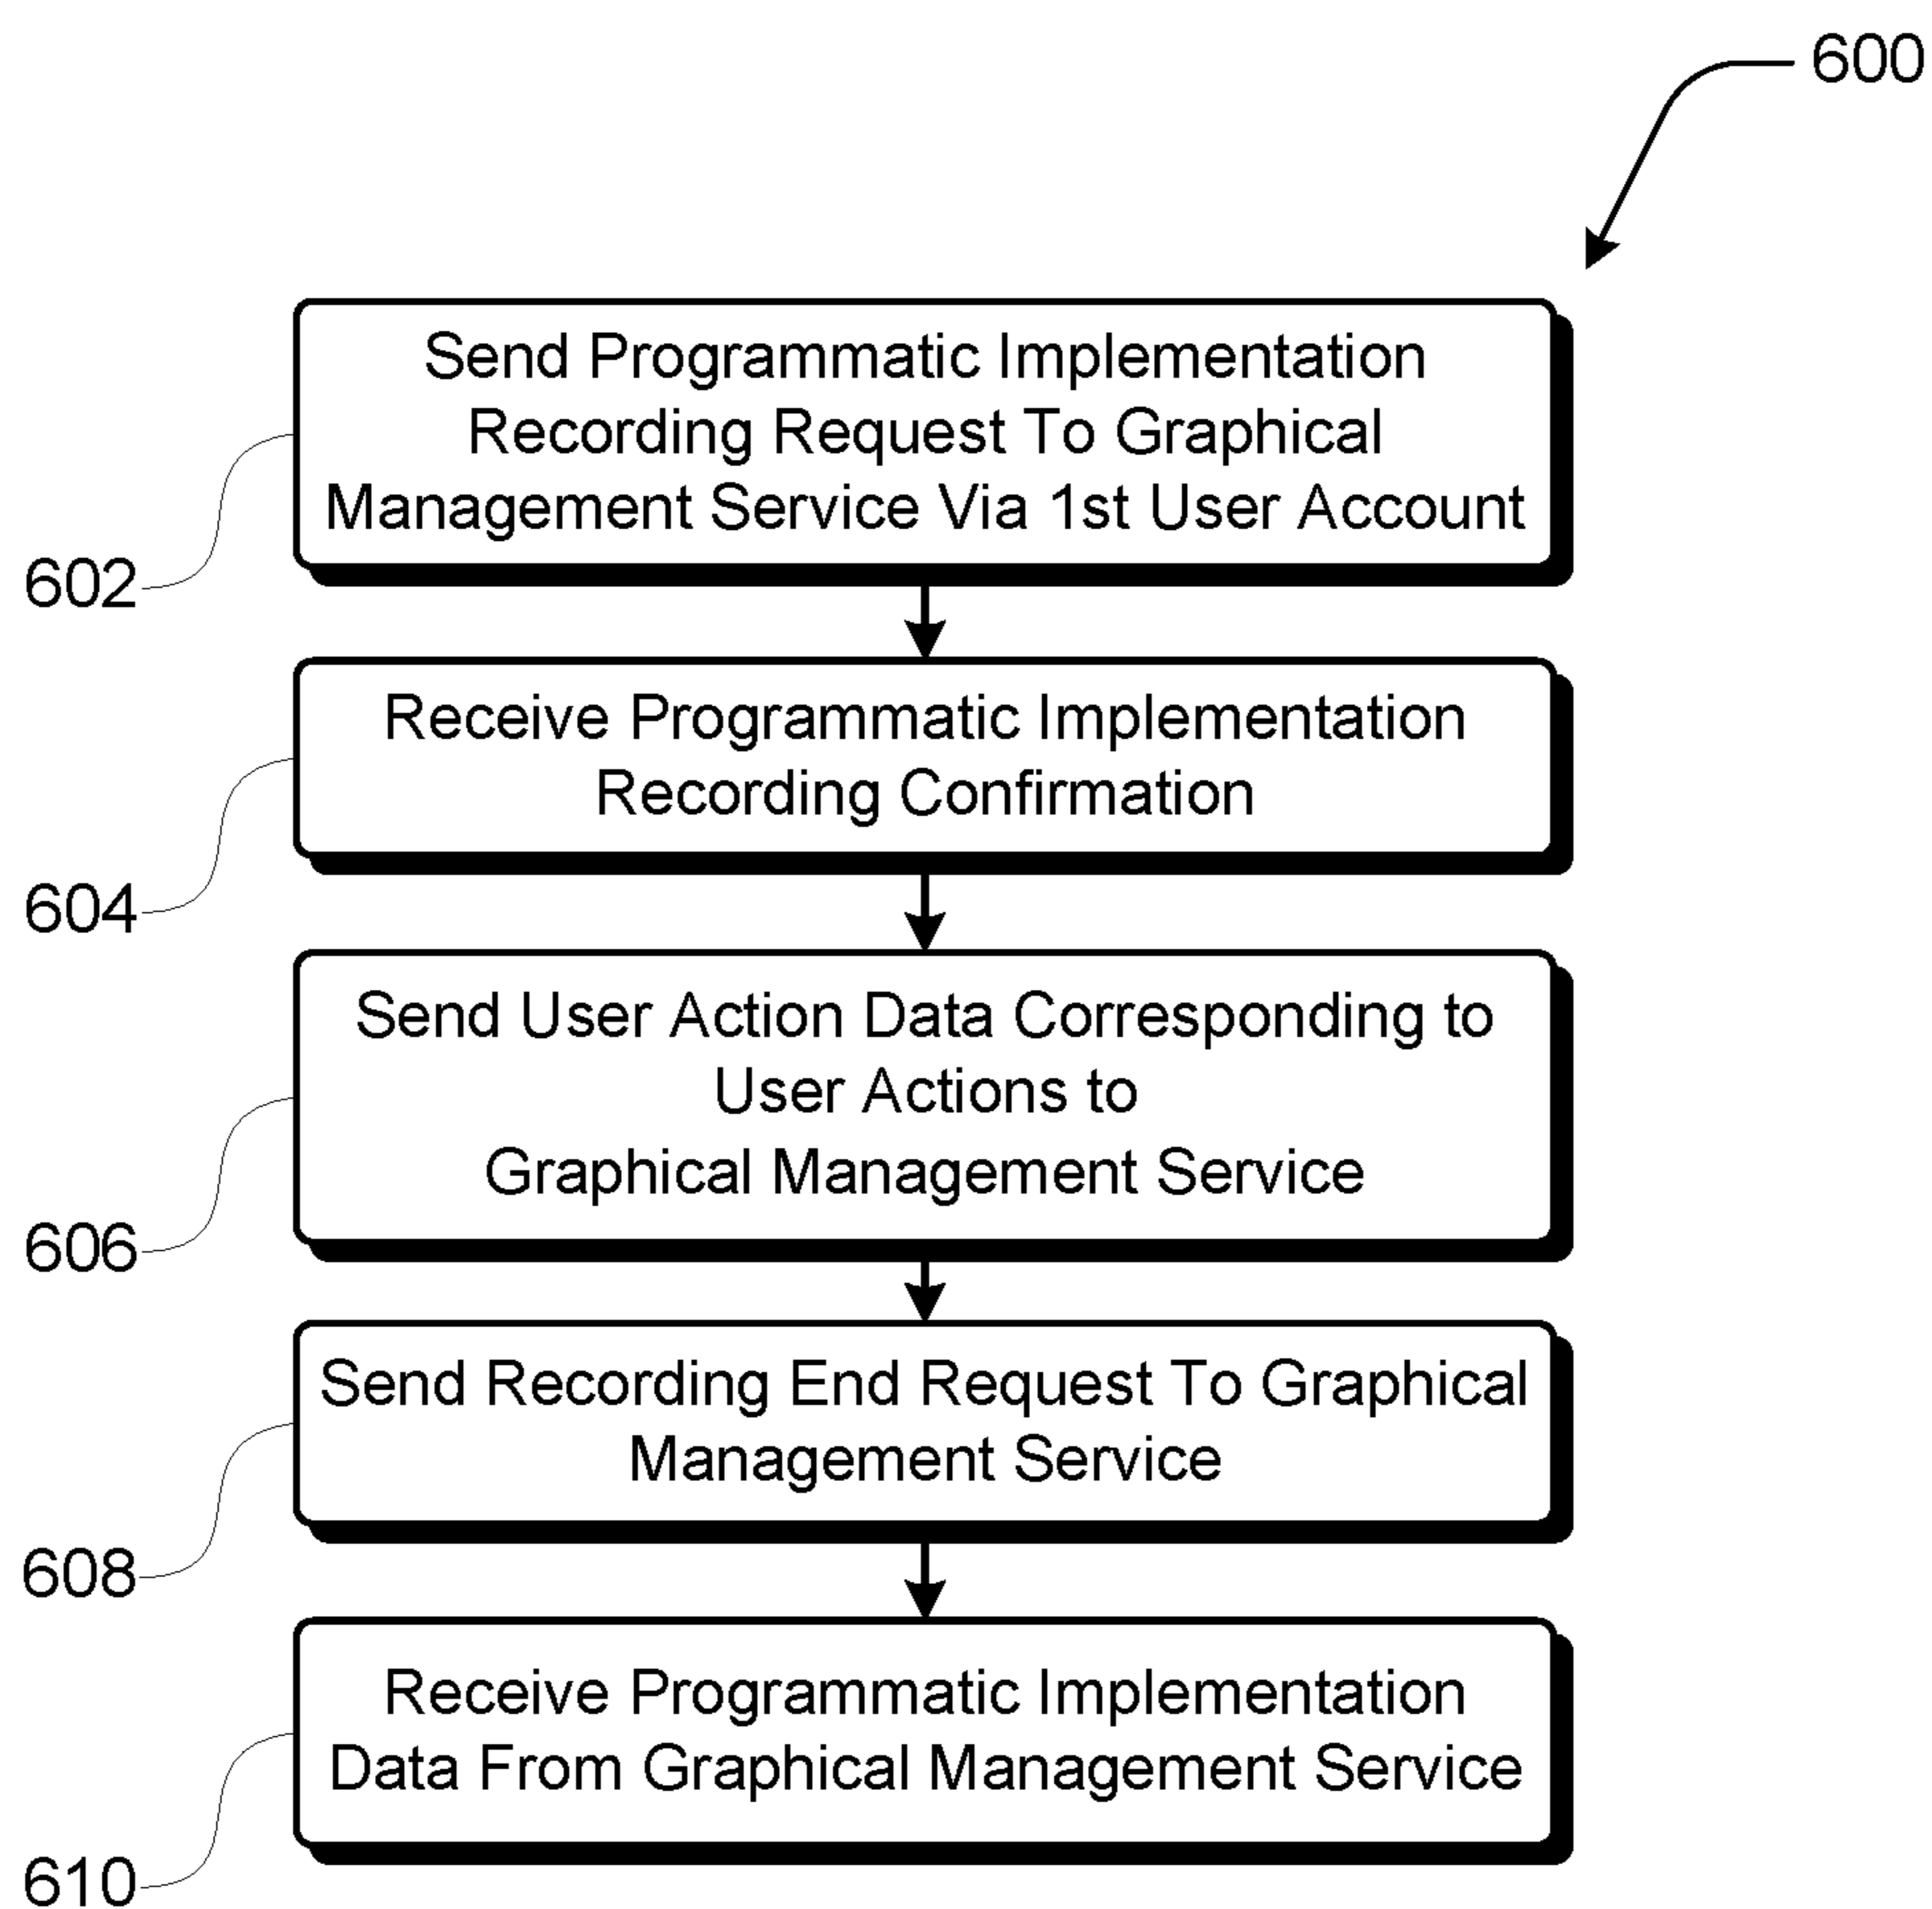 600
Send Programmatic Implementation
Recording Request To Graphical
Management Service Via 1st User Account
602
Receive Programmatic Implementation
Recording Confirmation
604
Send User Action Data Corresponding to
User Actions to
Graphical Management Service
606
Send Recording End Request To Graphical
Management Service
608
Receive Programmatic Implementation
Data From Graphical Management Service
610